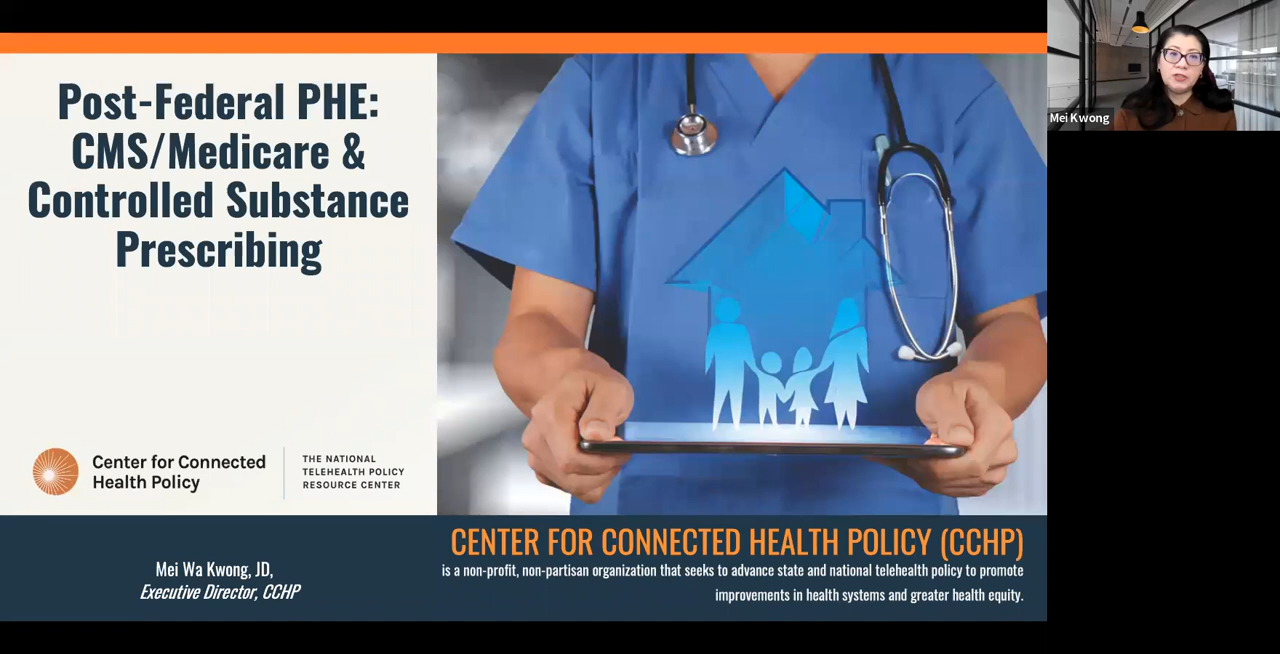 Post-Federal PHE:
CMS/Medicare &
Controlled Substance
Prescribing
Center for Connected
Health Policy
THE NATIONAL
TELEHEALTH POLICY
RESOURCE CENTER
Mei Wa Kwong, JD,
Executive Director, CCHP
CENTER FOR CONNECTED HEALTH POLICY (CCHP)
is a non-profit, non-partisan organization that seeks to advance state and national telehealth policy to promote
improvements in health systems and greater health equity.
Mei Kwong